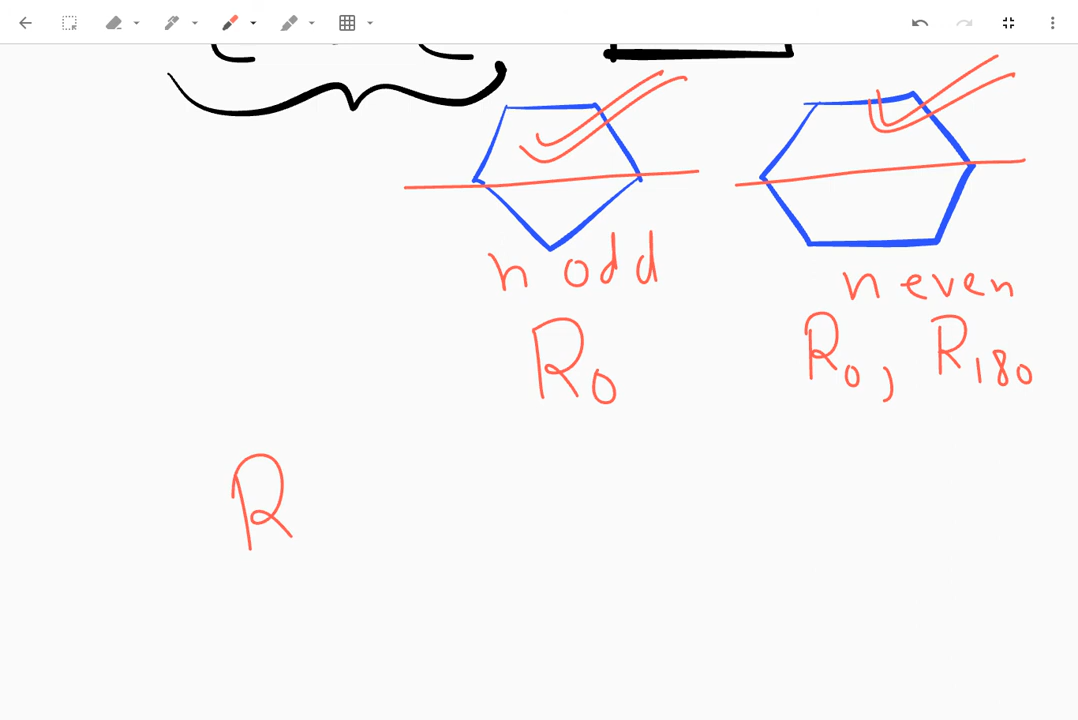 n odd
n even
R₀
R₀, R₁₈₀
R